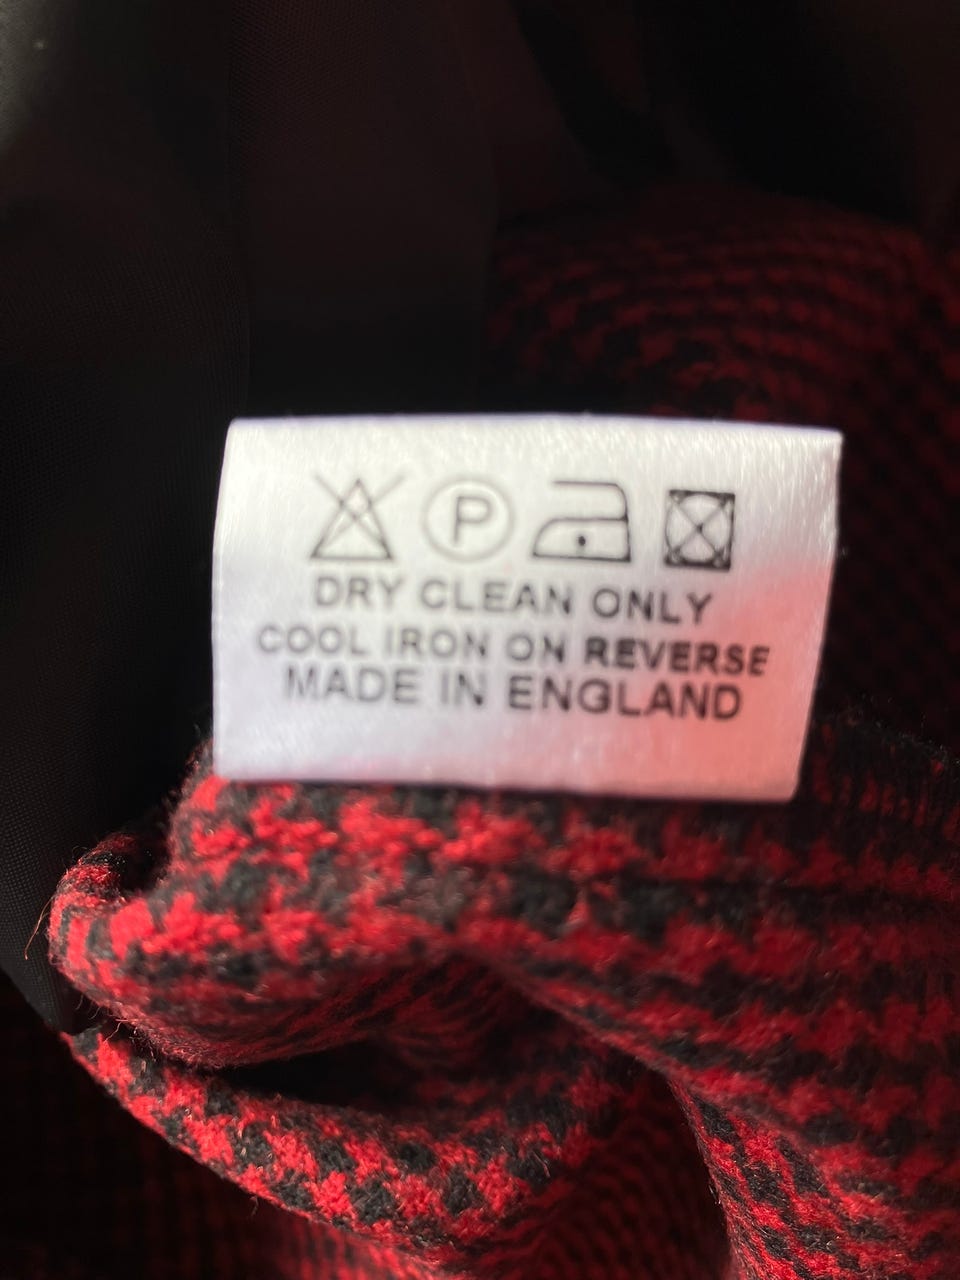 P
DRY CLEAN ONLY
COOL IRON ON REVERSE
MADE IN ENGLAND